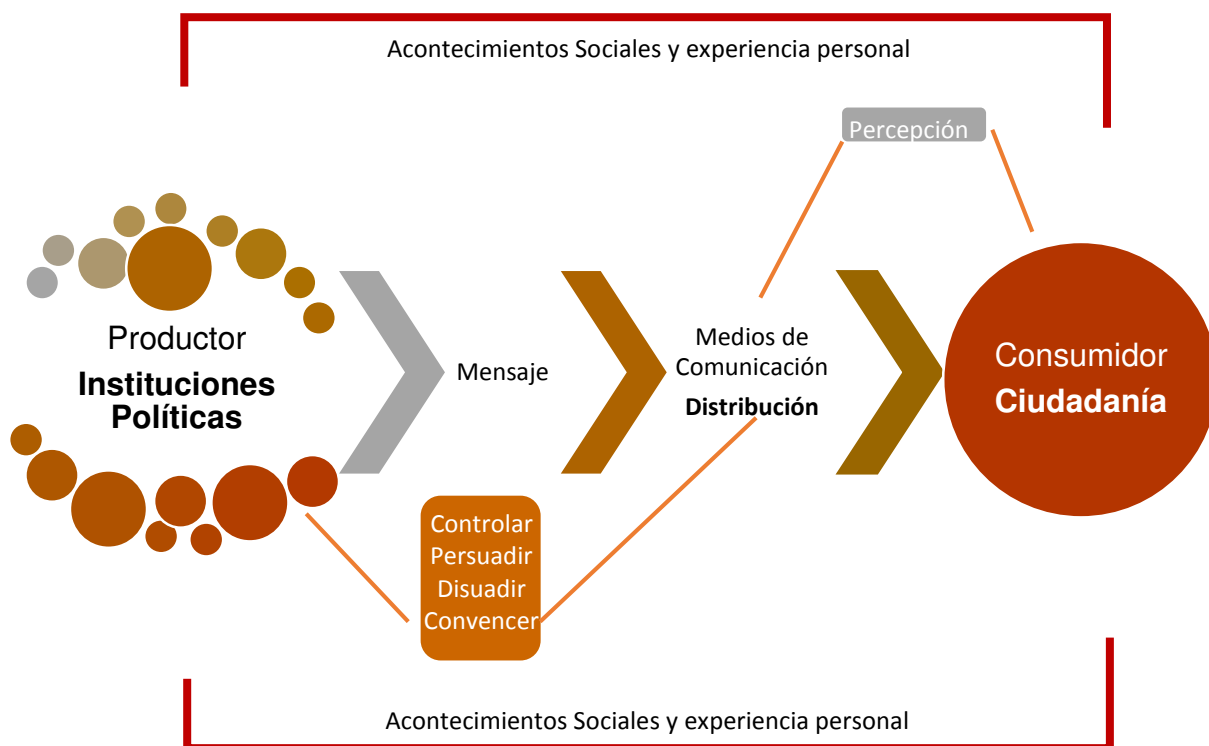 Acontecimientos Sociales y experiencia personal
Percepción
Productor
Instituciones
Políticas
Mensaje
Medios de
Comunicación
Distribución
Consumidor
Ciudadanía
Controlar
Persuadir
Disuadir
Convencer
Acontecimientos Sociales y experiencia personal